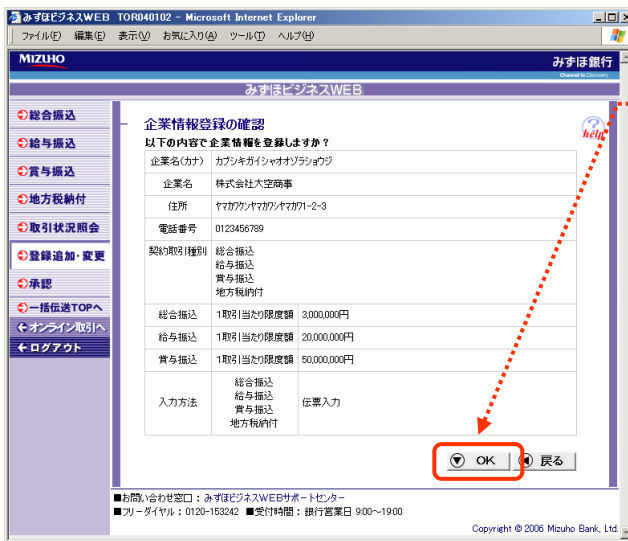 みずほビジネスWEB TOR040102 - Microsoft Internet Explorer
ファイル(F) 編集(E) 表示(V) お気に入り(A) ツール(T) ヘルプ(H)
MIZUHO
みずほ銀行
Channel to Discovery
みずほビジネスWEB
総合振込
給与振込
賞与振込
地方税納付
取引状況照会
登録追加・変更
承認
一括伝送TOPへ
オンライン取引へ
ログアウト
企業情報登録の確認
help
以下の内容で企業情報を登録しますか?
企業名(カナ) カブシキガイシャオオゾラショウジ
企業名 株式会社大空商事
住所 ヤマカワケンヤマカワシヤマカワ1-2-3
電話番号 0123456789
契約取引種別 総合振込
給与振込
賞与振込
地方税納付
総合振込 1取引当たり限度額 3,000,000円
給与振込 1取引当たり限度額 20,000,000円
賞与振込 1取引当たり限度額 50,000,000円
入力方法 総合振込
給与振込
賞与振込
地方税納付
伝票入力
OK 戻る
■お問い合わせ窓口：みずほビジネスWEBサポートセンター
■フリーダイヤル：0120-153242 ■受付時間：銀行営業日 9:00～19:00
Copyright © 2006 Mizuho Bank, Ltd.